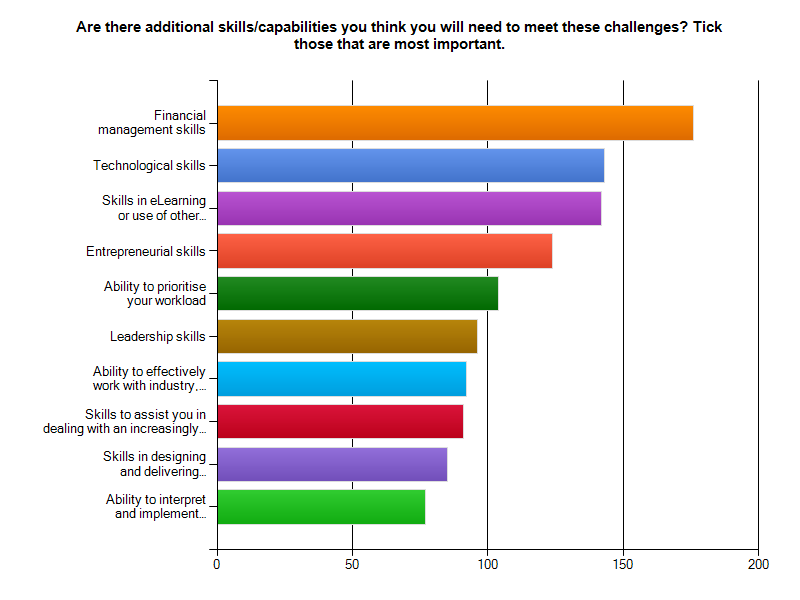 Are there additional skills/capabilities you think you will need to meet these challenges? Tick
those that are most important.
Financial
management skills
Technological skills
Skills in eLearning
or use of other...
Entrepreneurial skills
Ability to prioritise
your workload
Leadership skills
Ability to effectively
work with industry,...
Skills to assist you in
dealing with an increasingly...
Skills in designing
and delivering...
Ability to interpret
and implement...
0 50 100 150 200